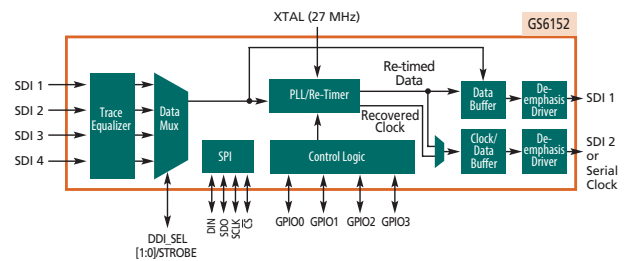 XTAL (27 MHz)
GS6152
SDI 1
SDI 2
SDI 3
SDI 4
Trace
Equalizer
Data
Mux
PLL/Re-Timer
Re-timed
Data
Recovered
Clock
Data
Buffer
De-
emphasis
Driver
SDI 1
SPI
Control Logic
Clock/
Data
Buffer
De-
emphasis
Driver
SDI 2
or
Serial
Clock
DIN
SDO
SCLK
CS
GPIO0
GPIO1
GPIO2
GPIO3
DDI_SEL
[1:0]/STROBE